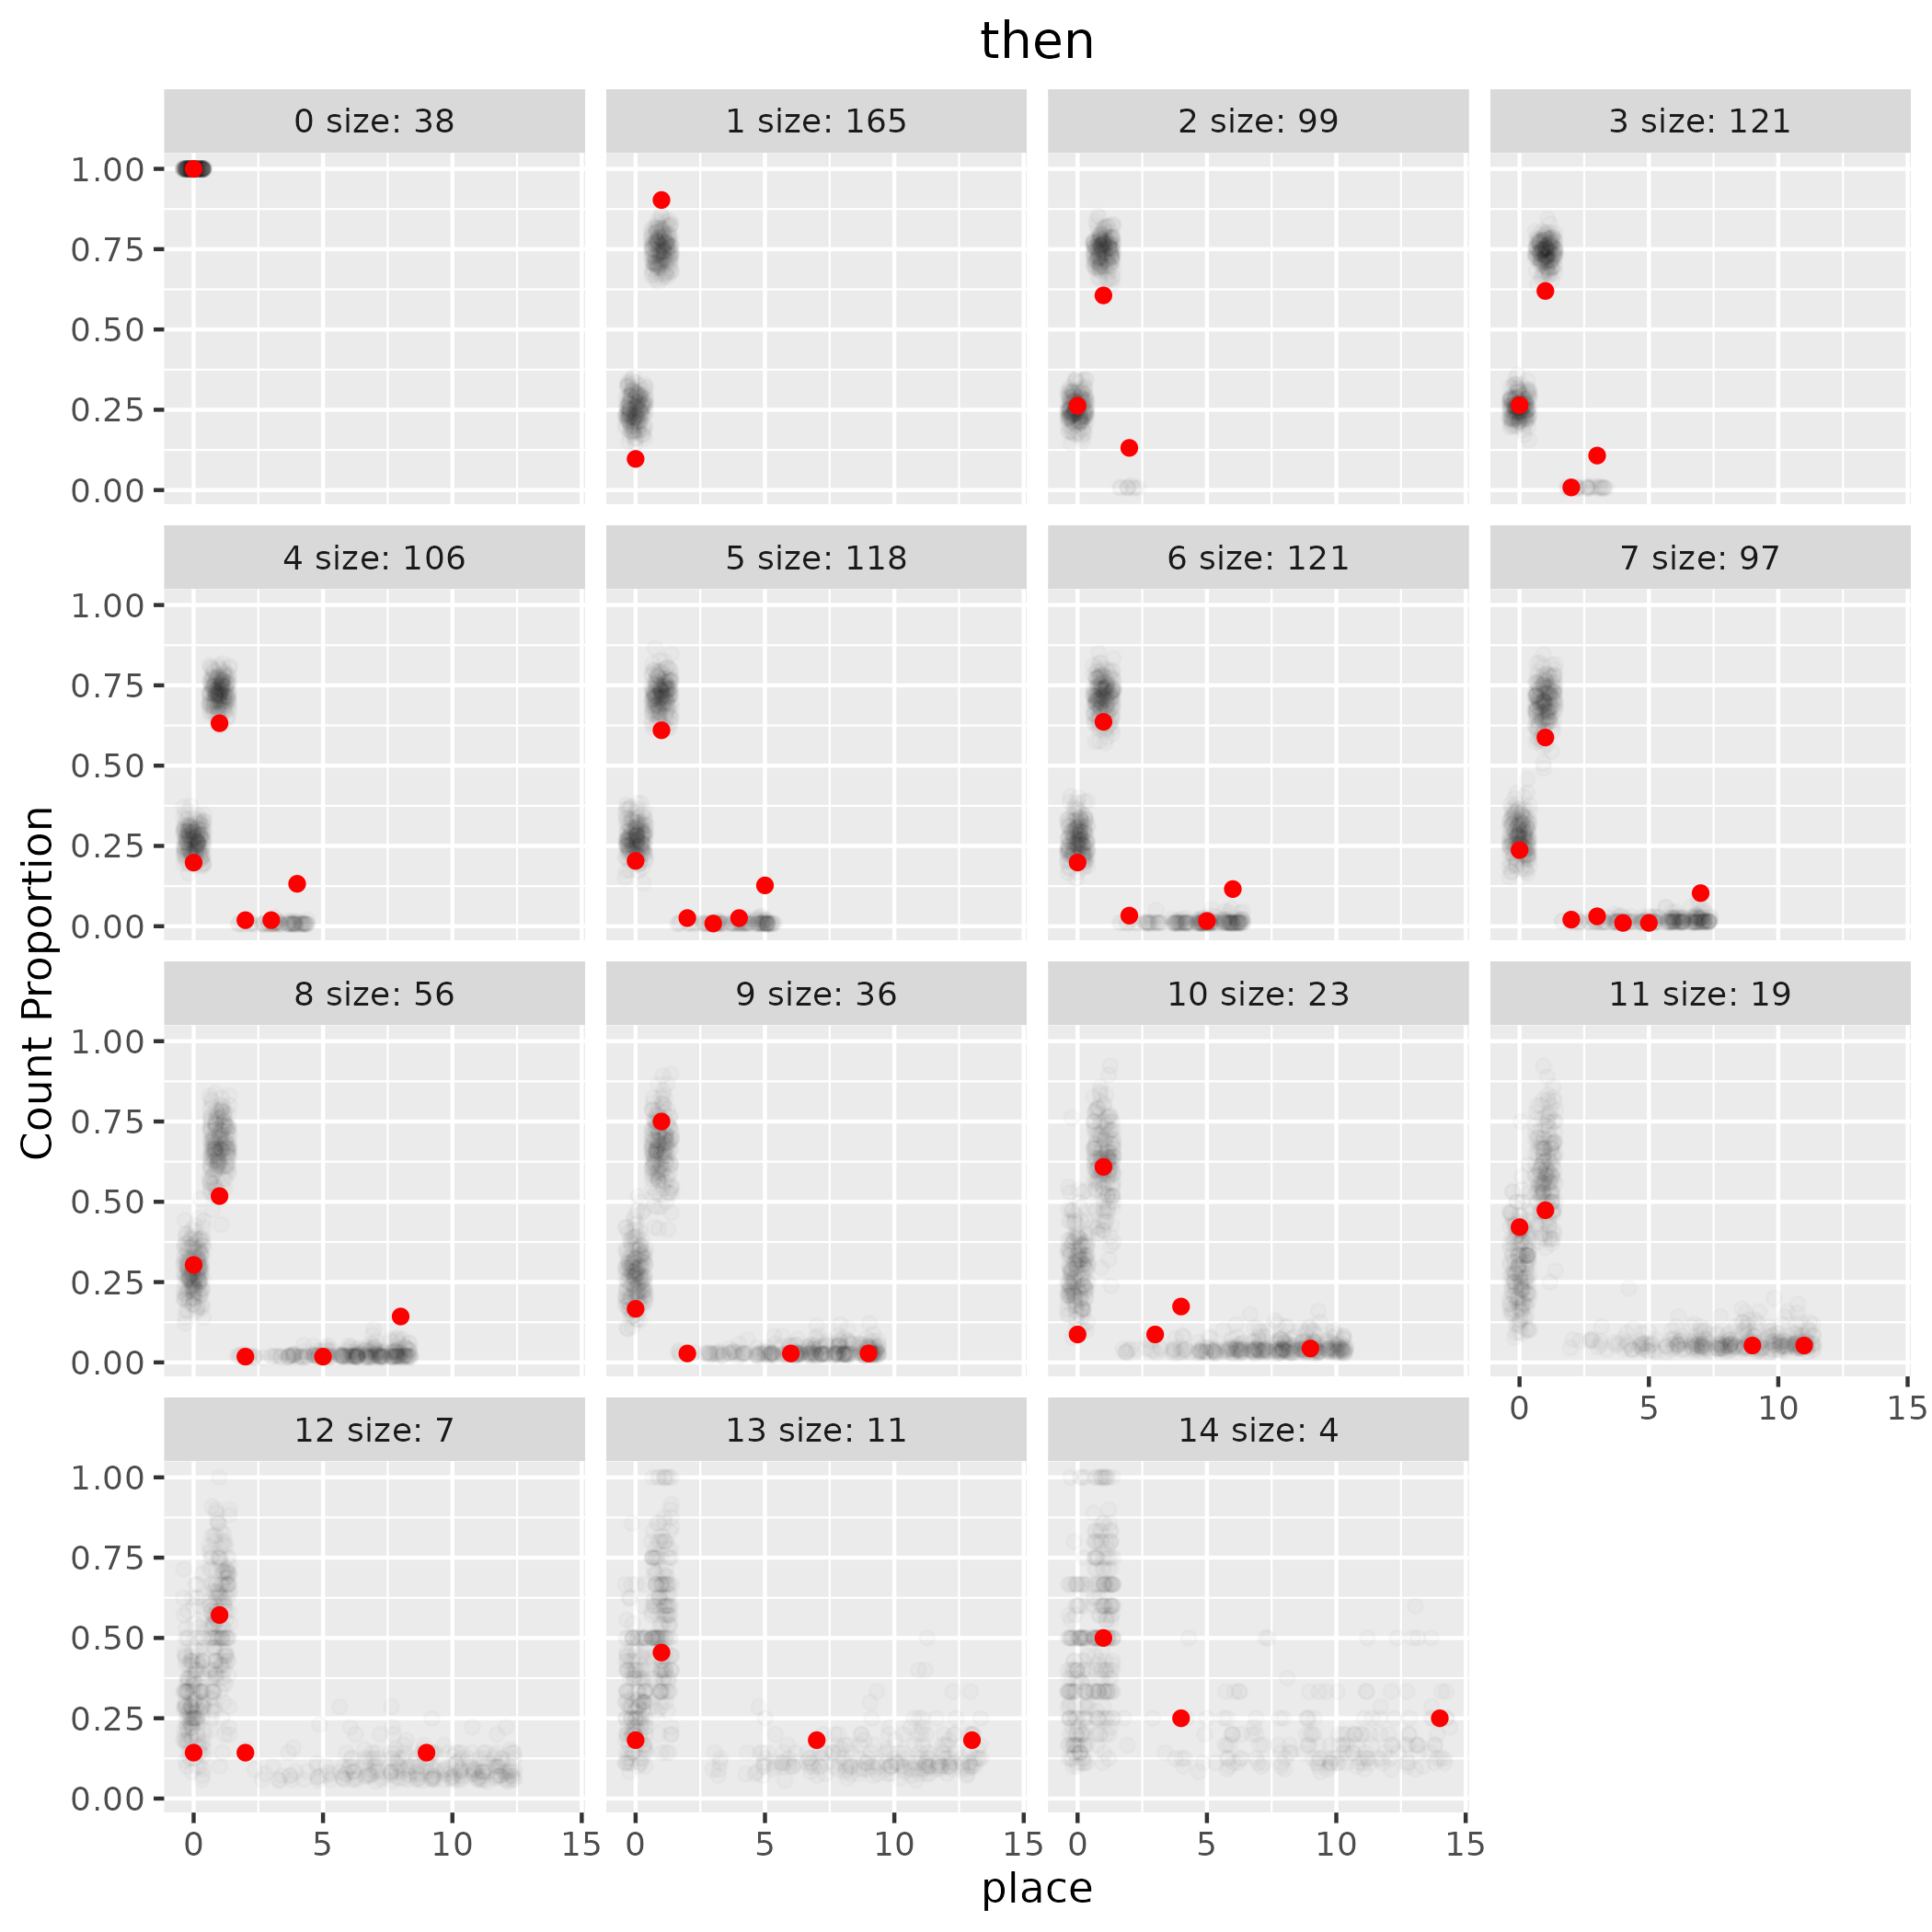 then
0 size: 38
1 size: 165
2 size: 99
3 size: 121
1.00
0.75
0.50
0.25
0.00
4 size: 106
5 size: 118
6 size: 121
7 size: 97
1.00
0.75
0.50
0.25
0.00
Count Proportion
8 size: 56
9 size: 36
10 size: 23
11 size: 19
1.00
0.75
0.50
0.25
0.00
0 5 10 15
12 size: 7
13 size: 11
14 size: 4
1.00
0.75
0.50
0.25
0.00
0 5 10 15
0 5 10 15
0 5 10 15
place